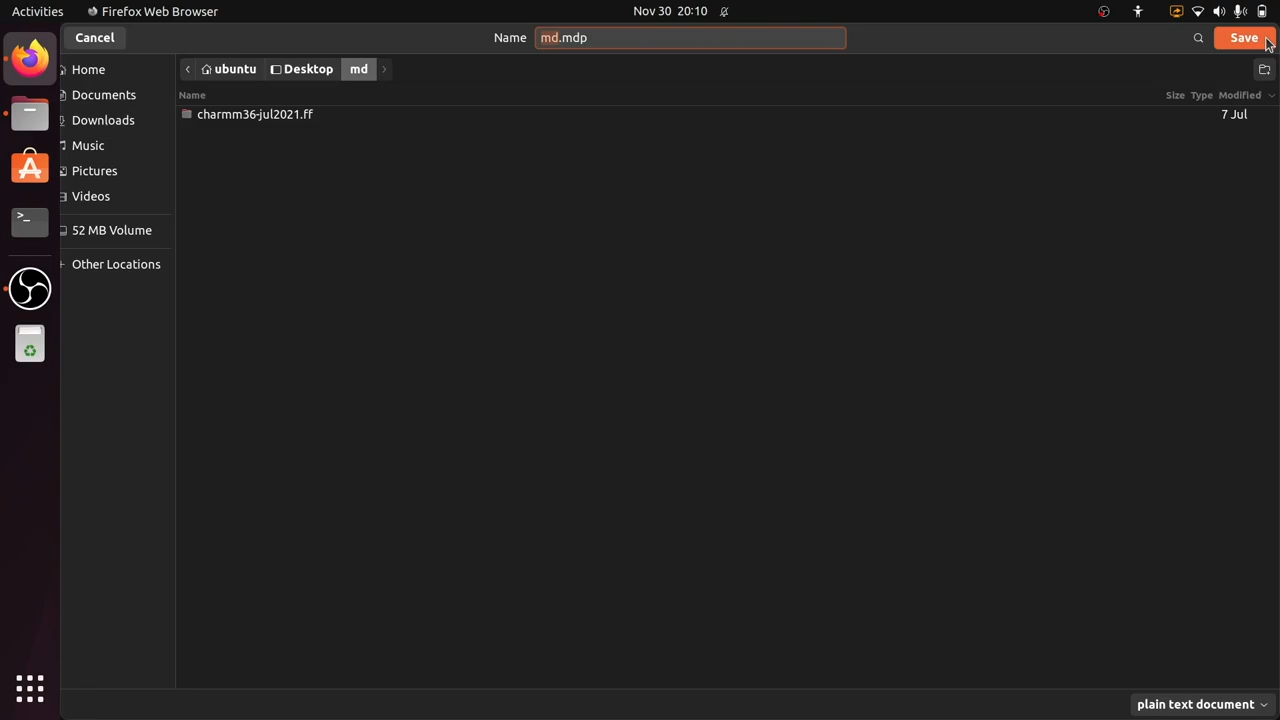 Activities Firefox Web Browser Nov 30 20:10
Cancel Name md.mdp Save
Home ubuntu Desktop md
Documents Name Size Type Modified
Downloads charmm36-jul2021.ff 7 Jul
Music
Pictures
Videos
52 MB Volume
Other Locations
>_
plain text document